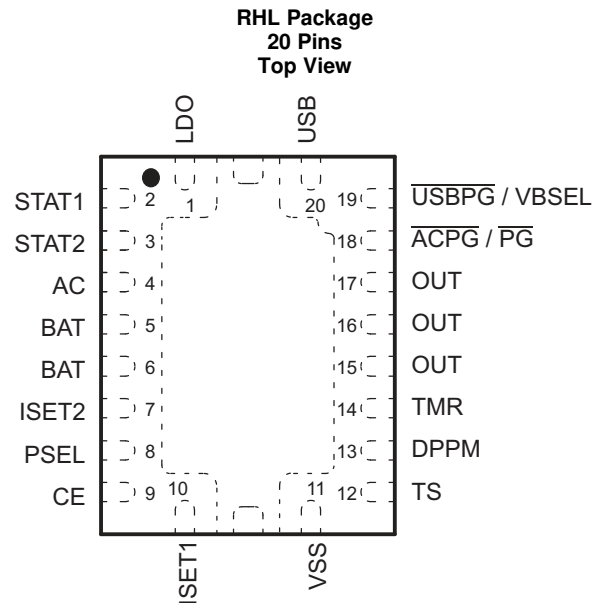 RHL Package
20 Pins
Top View
LDO
USB
STAT1 2 1 20 19 USBPG / VBSEL
STAT2 3 18 ACPG / PG
AC 4 17 OUT
BAT 5 16 OUT
BAT 6 15 OUT
ISET2 7 14 TMR
PSEL 8 13 DPPM
CE 9 10 11 12 TS
ISET1
VSS